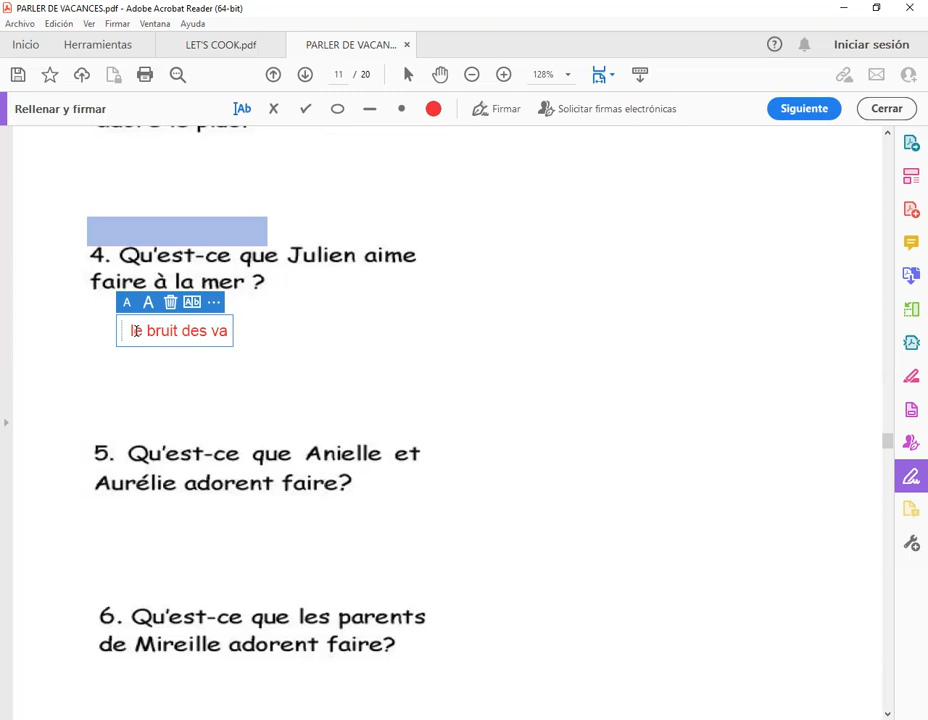 PARLER DE VACANCES.pdf - Adobe Acrobat Reader (64-bit)
Archivo Edición Ver Firmar Ventana Ayuda
Inicio Herramientas LET'S COOK.pdf PARLER DE VACAN... × Iniciar sesión
11 / 20 128%
Rellenar y firmar Ab Firmar Solicitar firmas electrónicas Siguiente Cerrar
4. Qu'est-ce que Julien aime
faire à la mer ?
A A Ab ...
le bruit des va
5. Qu'est-ce que Anielle et
Aurélie adorent faire?
6. Qu'est-ce que les parents
de Mireille adorent faire?